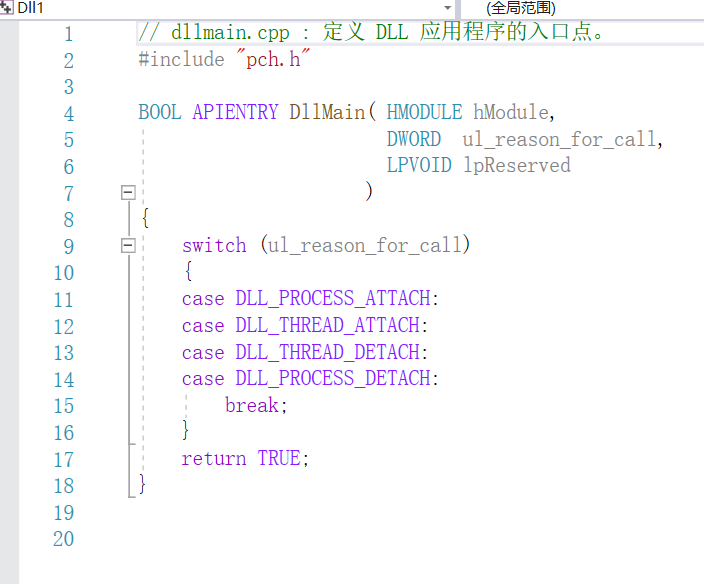 Dll1 (全局范围)
1 // dllmain.cpp : 定义 DLL 应用程序的入口点。
2 #include "pch.h"
3
4 BOOL APIENTRY DllMain( HMODULE hModule,
5                        DWORD  ul_reason_for_call,
6                        LPVOID lpReserved
7                      )
8 {
9     switch (ul_reason_for_call)
10     {
11     case DLL_PROCESS_ATTACH:
12     case DLL_THREAD_ATTACH:
13     case DLL_THREAD_DETACH:
14     case DLL_PROCESS_DETACH:
15         break;
16     }
17     return TRUE;
18 }
19
20